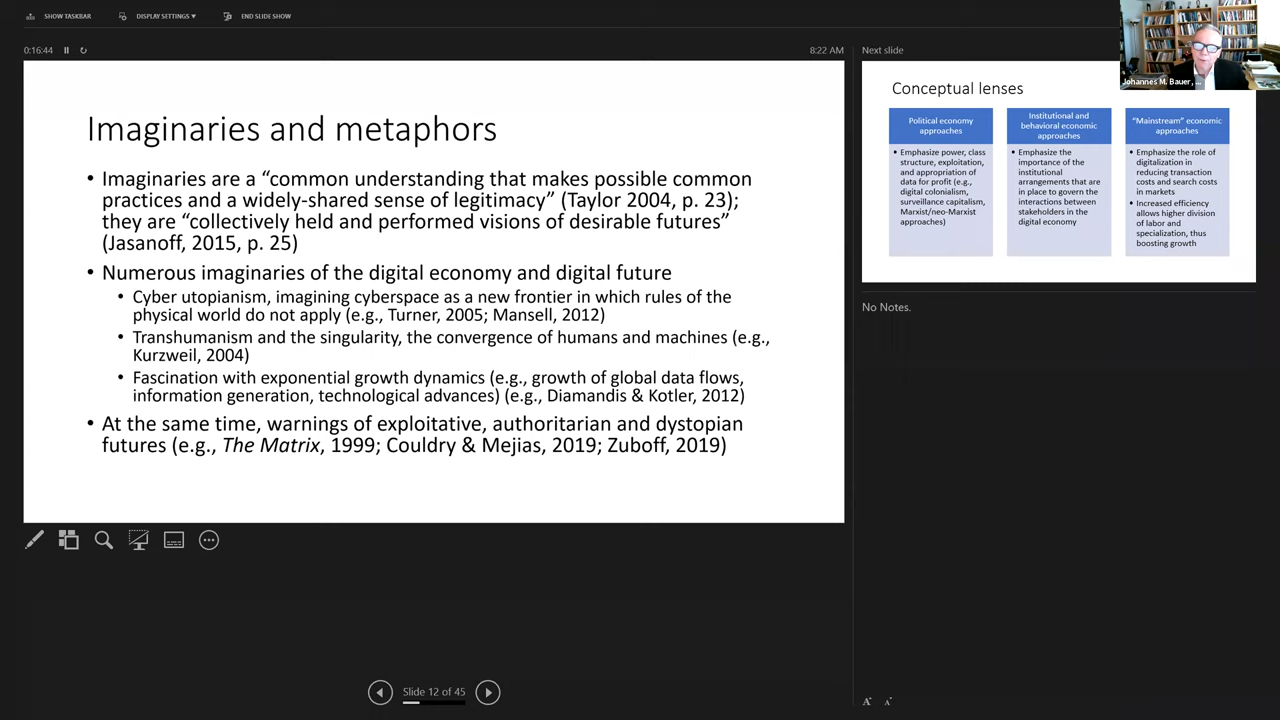 SHOW TASKBAR
DISPLAY SETTINGS ▼
END SLIDE SHOW
0:16:44
8:22 AM
Imaginaries and metaphors
• Imaginaries are a “common understanding that makes possible common
practices and a widely-shared sense of legitimacy” (Taylor 2004, p. 23);
they are “collectively held and performed visions of desirable futures”
(Jasanoff, 2015, p. 25)
• Numerous imaginaries of the digital economy and digital future
• Cyber utopianism, imagining cyberspace as a new frontier in which rules of the
physical world do not apply (e.g., Turner, 2005; Mansell, 2012)
• Transhumanism and the singularity, the convergence of humans and machines (e.g.,
Kurzweil, 2004)
• Fascination with exponential growth dynamics (e.g., growth of global data flows,
information generation, technological advances) (e.g., Diamandis & Kotler, 2012)
• At the same time, warnings of exploitative, authoritarian and dystopian
futures (e.g., The Matrix, 1999; Couldry & Mejias, 2019; Zuboff, 2019)
Slide 12 of 45
Next slide
Johannes M. Bauer, ...
Conceptual lenses
Political economy
approaches
• Emphasize power, class
structure, exploitation,
and appropriation of
data for profit (e.g.,
digital colonialism,
surveillance capitalism,
Marxist/neo-Marxist
approaches)
Institutional and
behavioral economic
approaches
• Emphasize the
importance of the
institutional
arrangements that are
in place to govern the
interactions between
stakeholders in the
digital economy
“Mainstream” economic
approaches
• Emphasize the role of
digitalization in
reducing transaction
costs and search costs
in markets
• Increased efficiency
allows higher division
of labor and
specialization, thus
boosting growth
No Notes.
A A